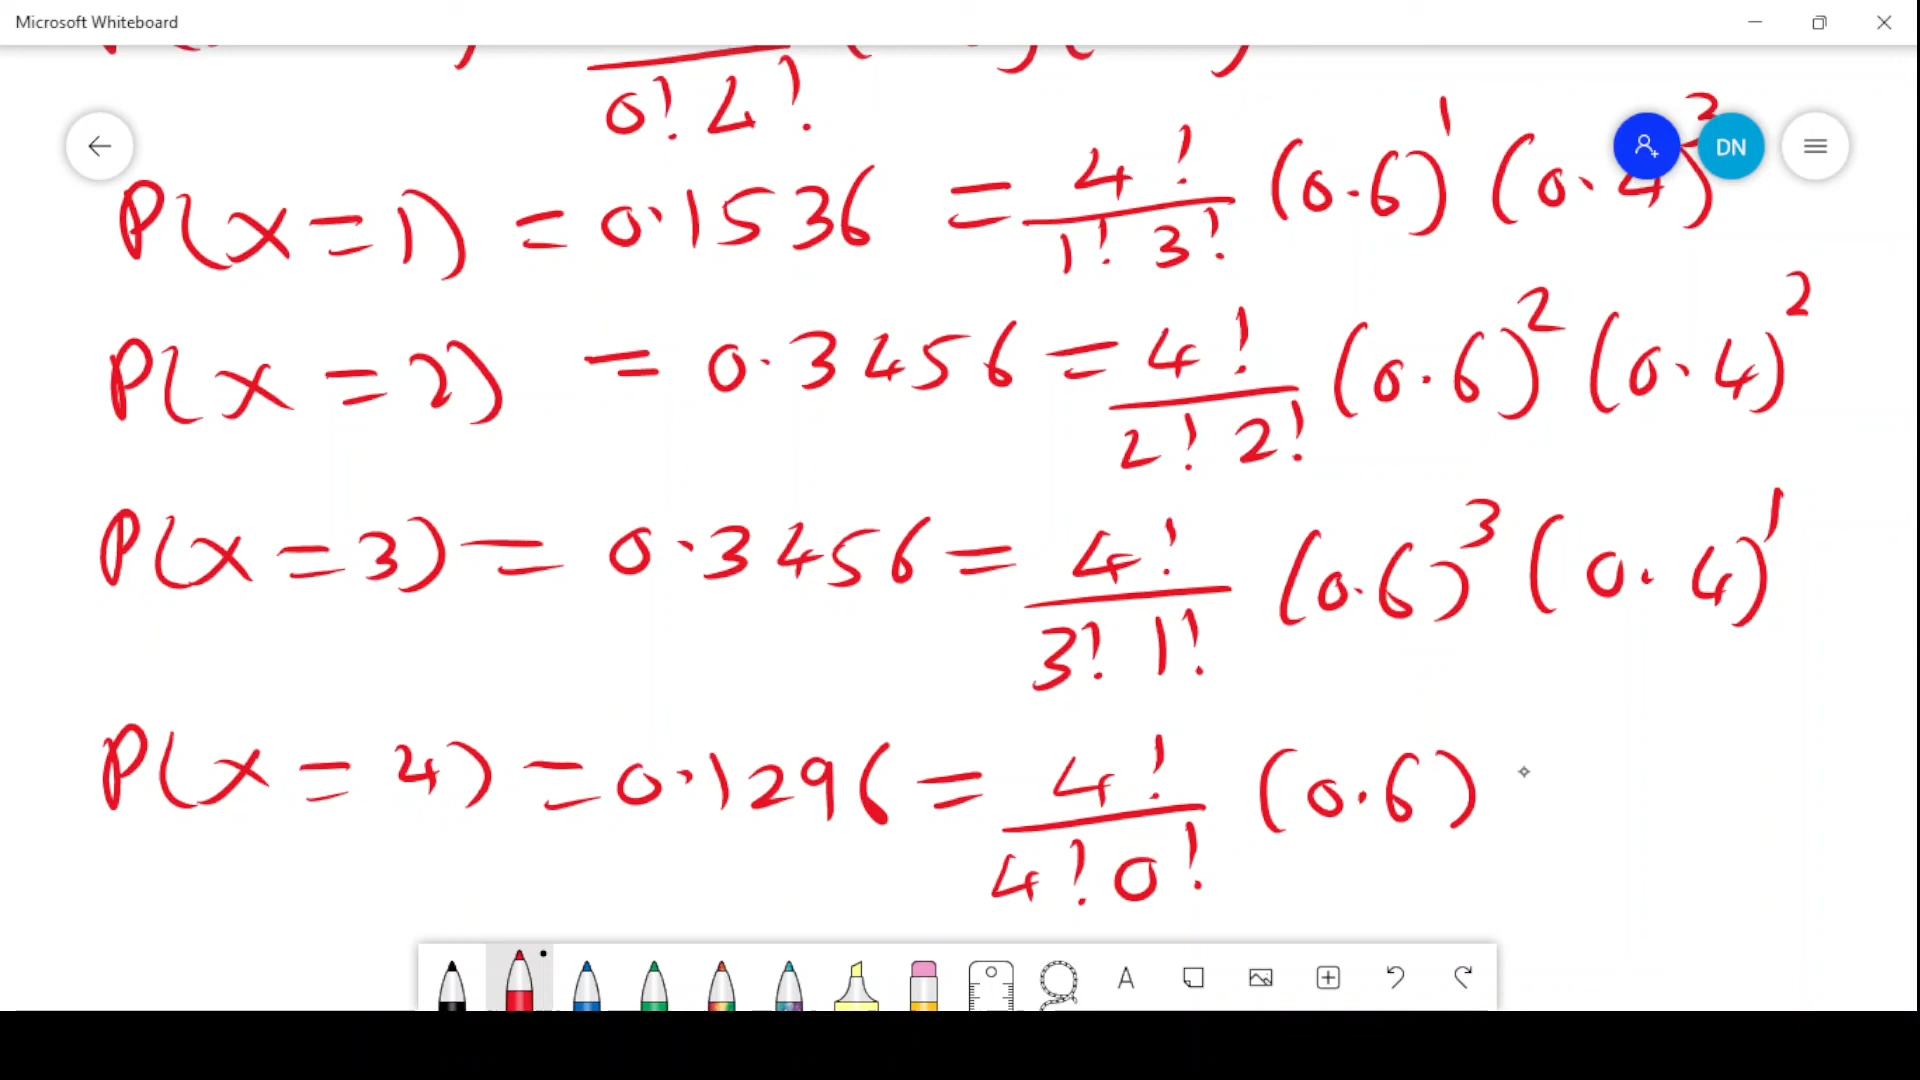 Microsoft Whiteboard
0! 4!
P(X=1) = 0.1536 = 4!/1! 3! (0.6)^1 (0.4)^3
DN
P(X=2) = 0.3456 = 4!/2! 2! (0.6)^2 (0.4)^2
P(X=3) = 0.3456 = 4!/3! 1! (0.6)^3 (0.4)^1
P(X=4) = 0.1296 = 4!/4! 0! (0.6)
A